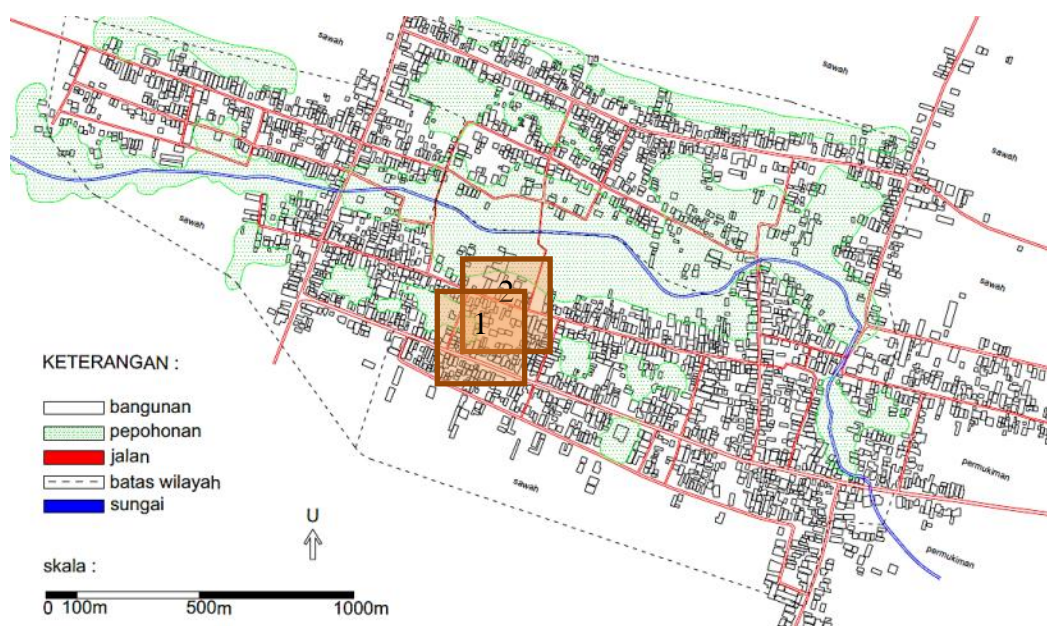 sawah
sawah
sawah
sawah
sawah
2
1
sawah
permukiman
permukiman
KETERANGAN :
bangunan
pepohonan
jalan
batas wilayah
sungai
U
skala :
0 100m 500m 1000m